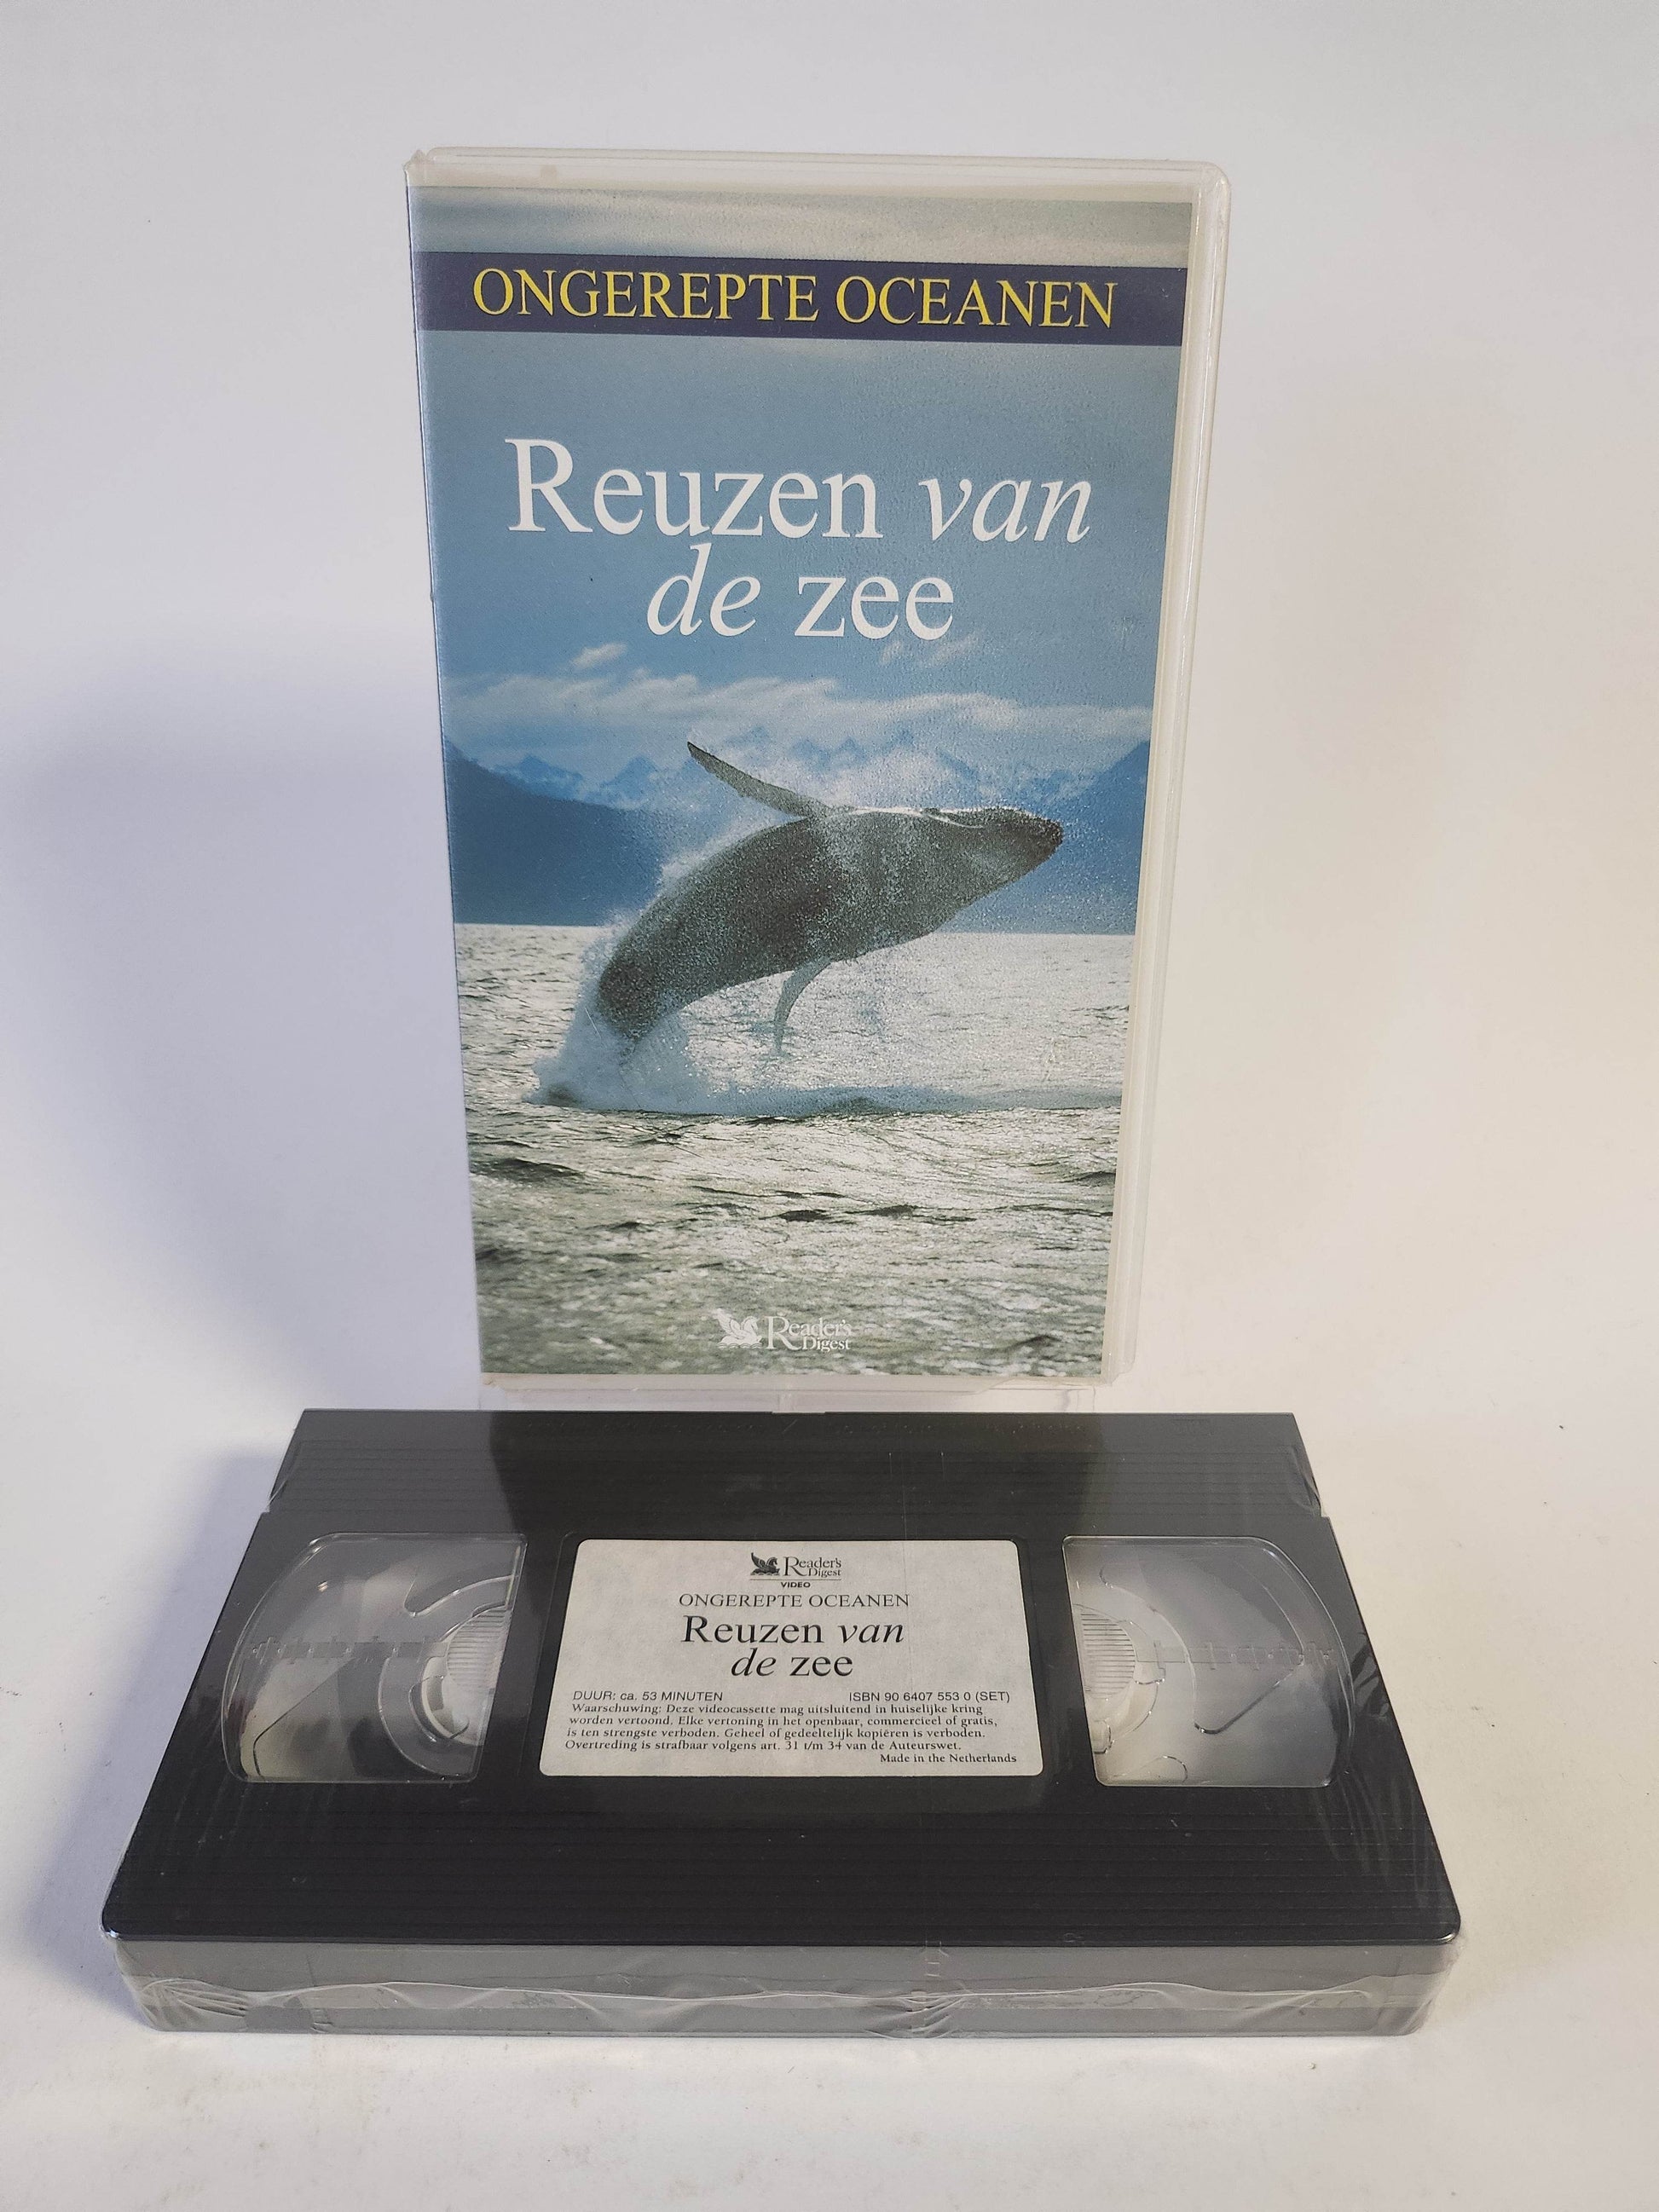 ONGEREPTE OCEANEN
Reuzen van
de zee
Reader's
Digest
Reader's
Digest
VIDEO
ONGEREPTE OCEANEN
Reuzen van
de zee
DUUR: ca. 53 MINUTEN ISBN 90 6407 553 0 (SET)
Waarschuwing: Deze videocassette mag uitsluitend in huiselijke kring
worden vertoond. Elke vertoning in het openbaar, commercieel of gratis,
is ten strengste verboden. Geheel of gedeeltelijk kopiëren is verboden.
Overtreding is strafbaar volgens art. 31 t/m 34 van de Auteurswet.
Made in the Netherlands